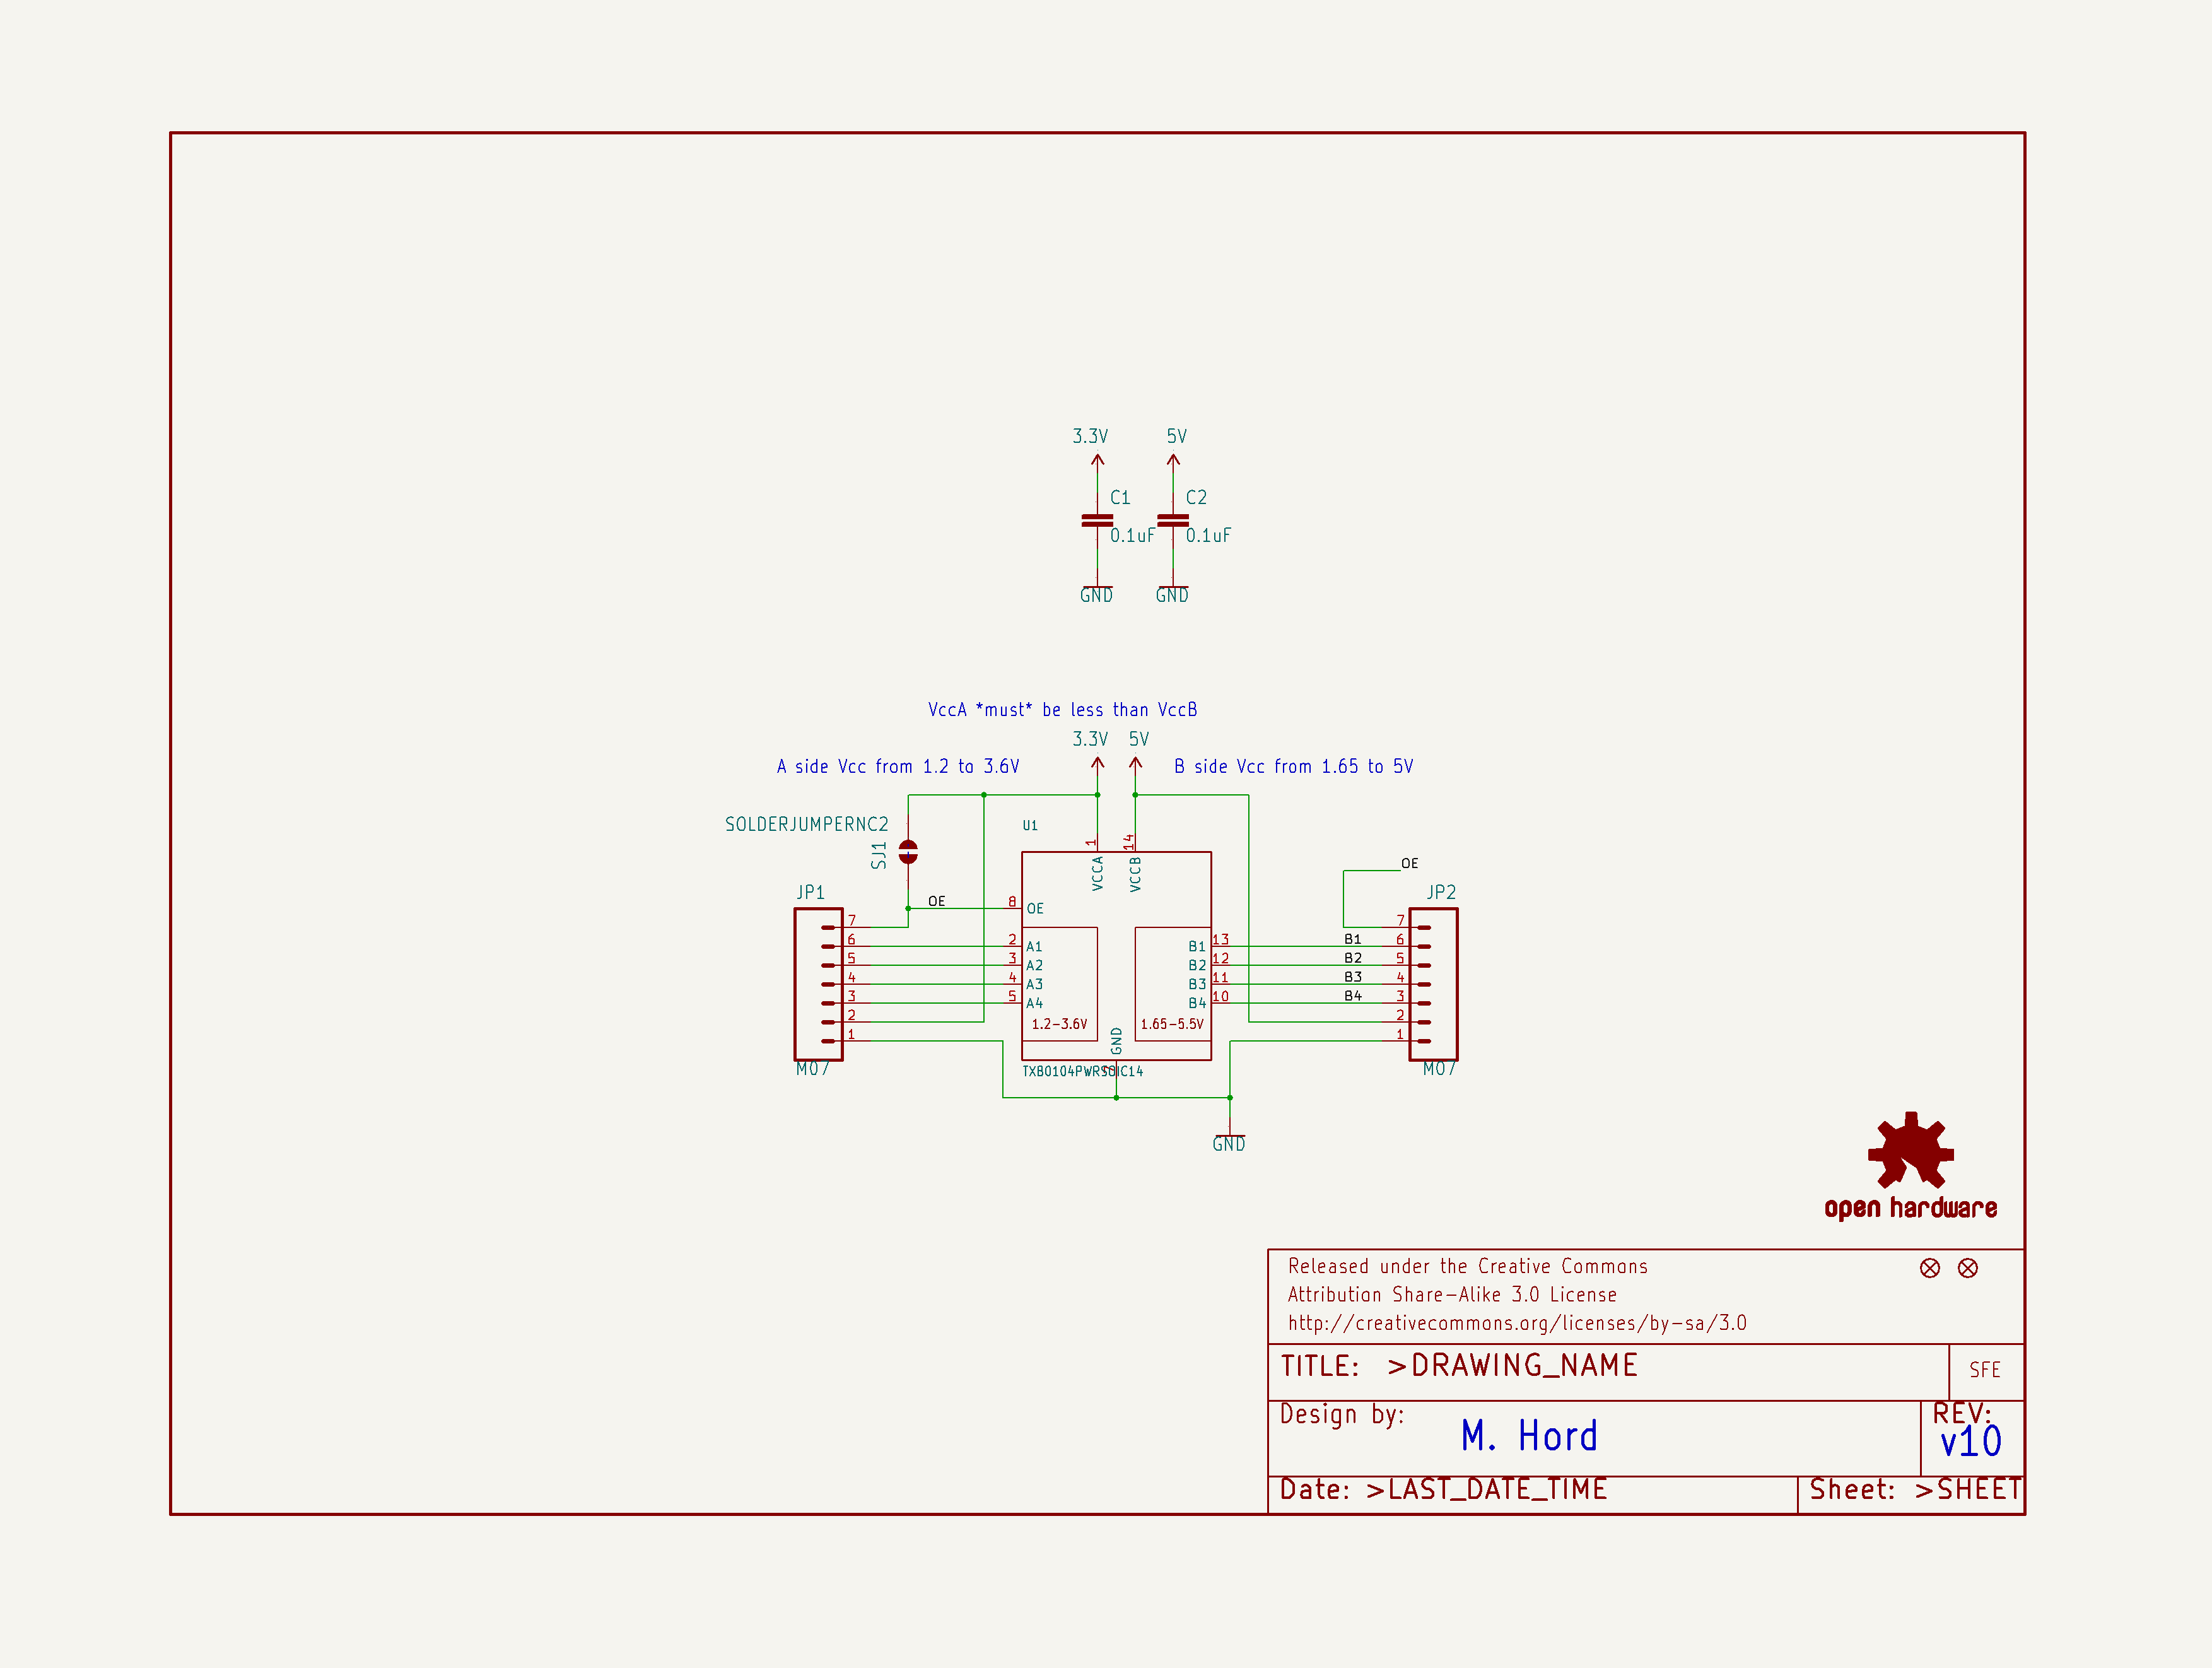 3.3V 5V
C1 C2
0.1uF 0.1uF
GND GND
VccA *must* be less than VccB
3.3V 5V
A side Vcc from 1.2 to 3.6V B side Vcc from 1.65 to 5V
SOLDERJUMPERNC2 U1
SJ1
1 14
VCCA VCCB
OE
JP1 JP2
OE 8 OE
7 7
6 2 A1 B1 13 B1 6
5 3 A2 B2 12 B2 5
4 4 A3 B3 11 B3 4
3 5 A4 B4 10 B4 3
2 1.2-3.6V 1.65-5.5V 2
1 GND 1
M07 TXB0104PWRSOIC14 7 M07
GND
open hardware
Released under the Creative Commons
Attribution Share-Alike 3.0 License
http://creativecommons.org/licenses/by-sa/3.0
TITLE: >DRAWING_NAME SFE
Design by: M. Hord REV: v10
Date: >LAST_DATE_TIME Sheet: >SHEET